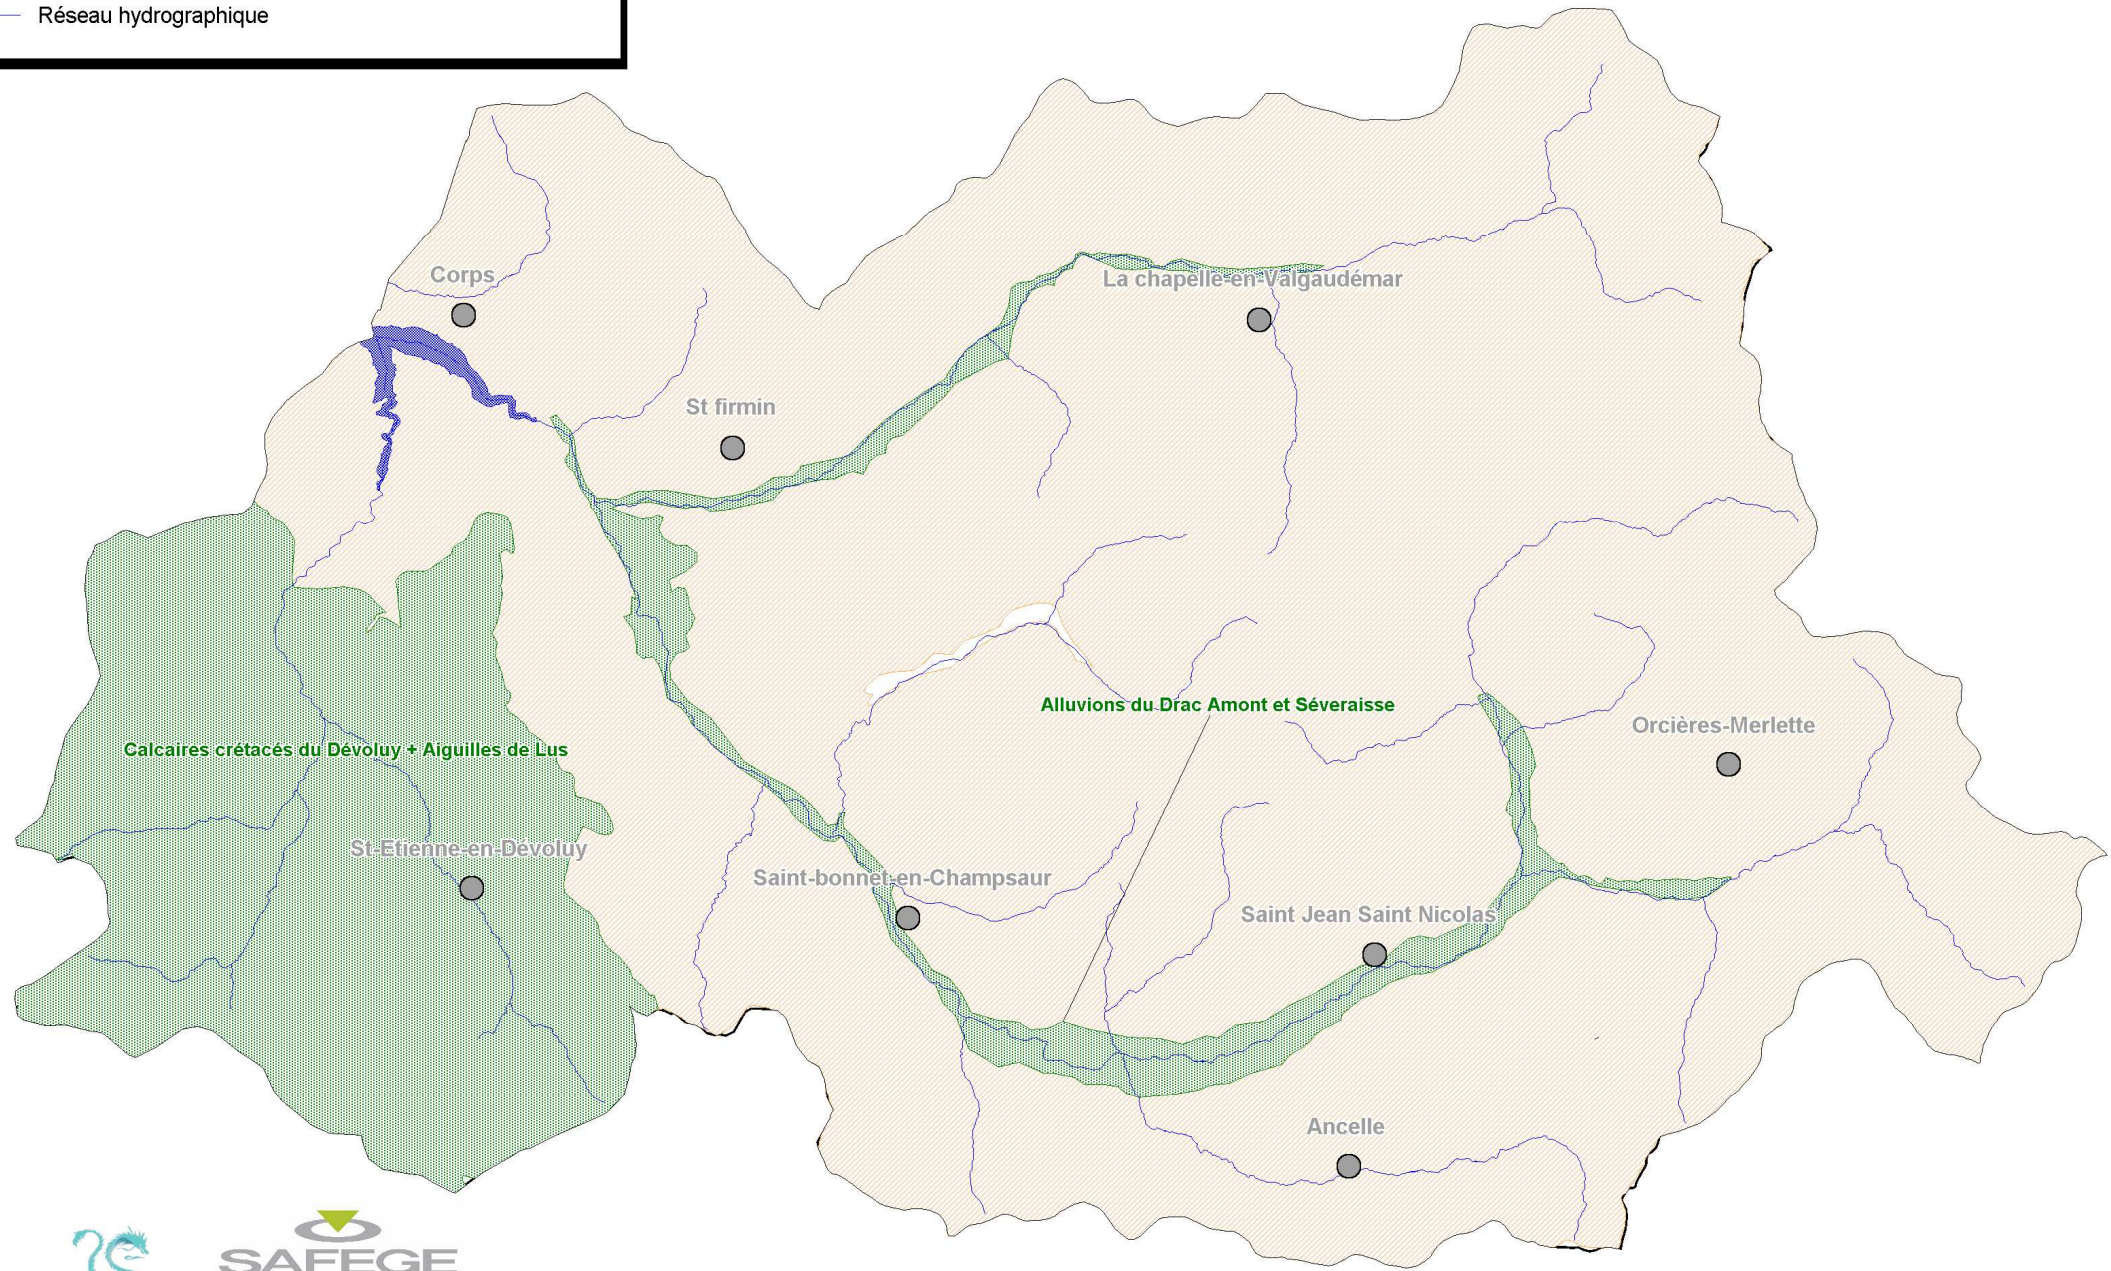 Réseau hydrographique
Corps
La chapelle-en-Valgaudémar
St firmin
Alluvions du Drac Amont et Séveraisse
Orcières-Merlette
Calcaires crétacés du Dévoluy + Aiguilles de Lus
St-Etienne-en-Dévoluy
Saint-bonnet-en-Champsaur
Saint Jean Saint Nicolas
Ancelle
SAFEGE